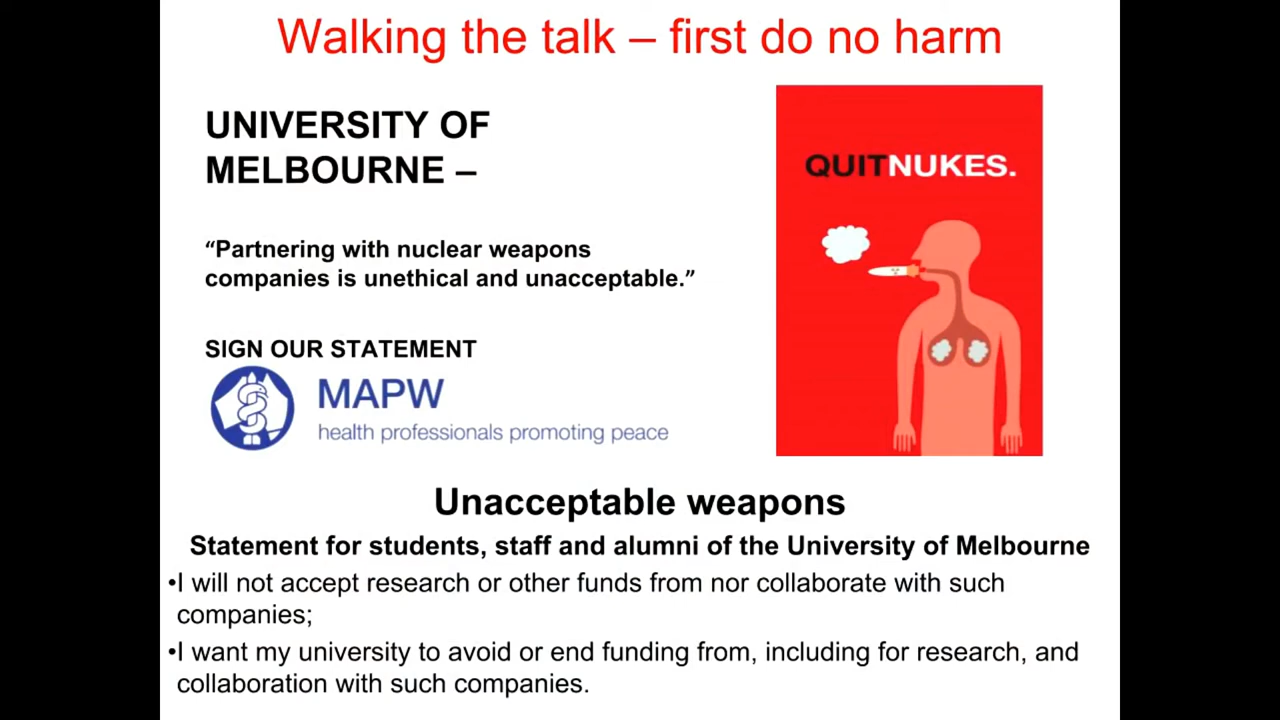 Walking the talk – first do no harm
UNIVERSITY OF
MELBOURNE –
“Partnering with nuclear weapons
companies is unethical and unacceptable.”
SIGN OUR STATEMENT
MAPW
health professionals promoting peace
QUITNUKES.
Unacceptable weapons
Statement for students, staff and alumni of the University of Melbourne
•I will not accept research or other funds from nor collaborate with such
companies;
•I want my university to avoid or end funding from, including for research, and
collaboration with such companies.